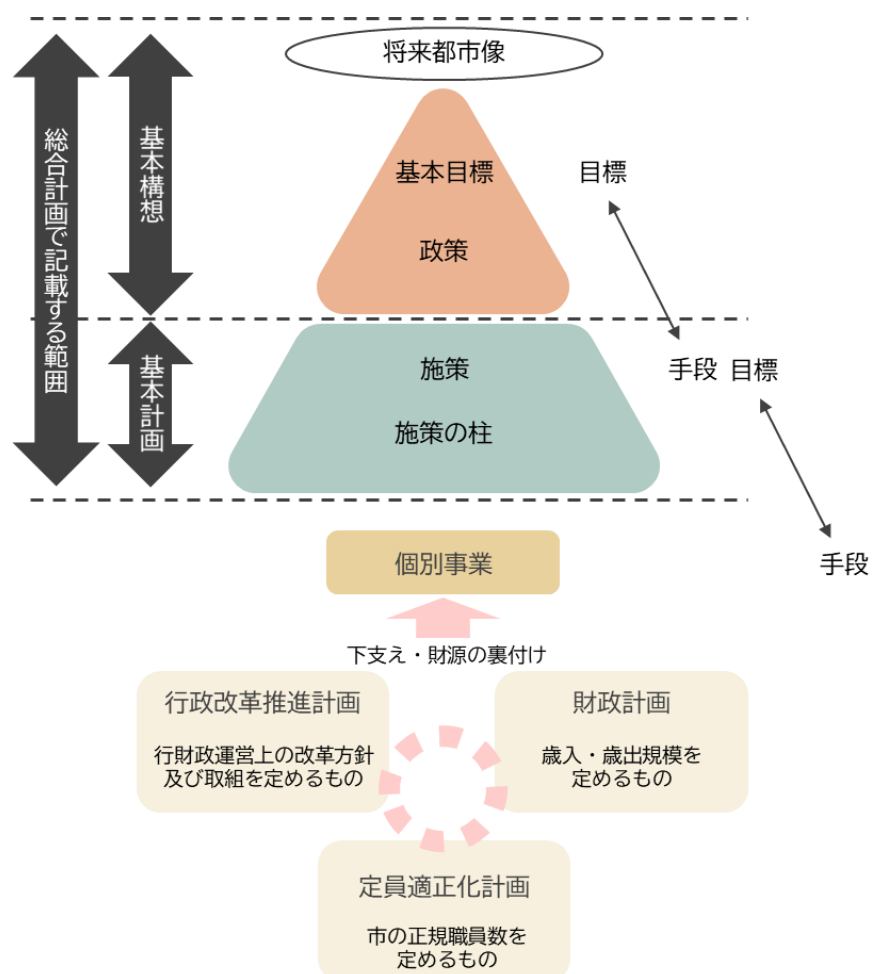 将来都市像
総合計画で記載する範囲
基本構想
基本目標
目標
政策
基本計画
施策
手段 目標
施策の柱
個別事業
手段
下支え・財源の裏付け
行政改革推進計画
行財政運営上の改革方針
及び取組を定めるもの
財政計画
歳入・歳出規模を
定めるもの
定員適正化計画
市の正規職員数を
定めるもの